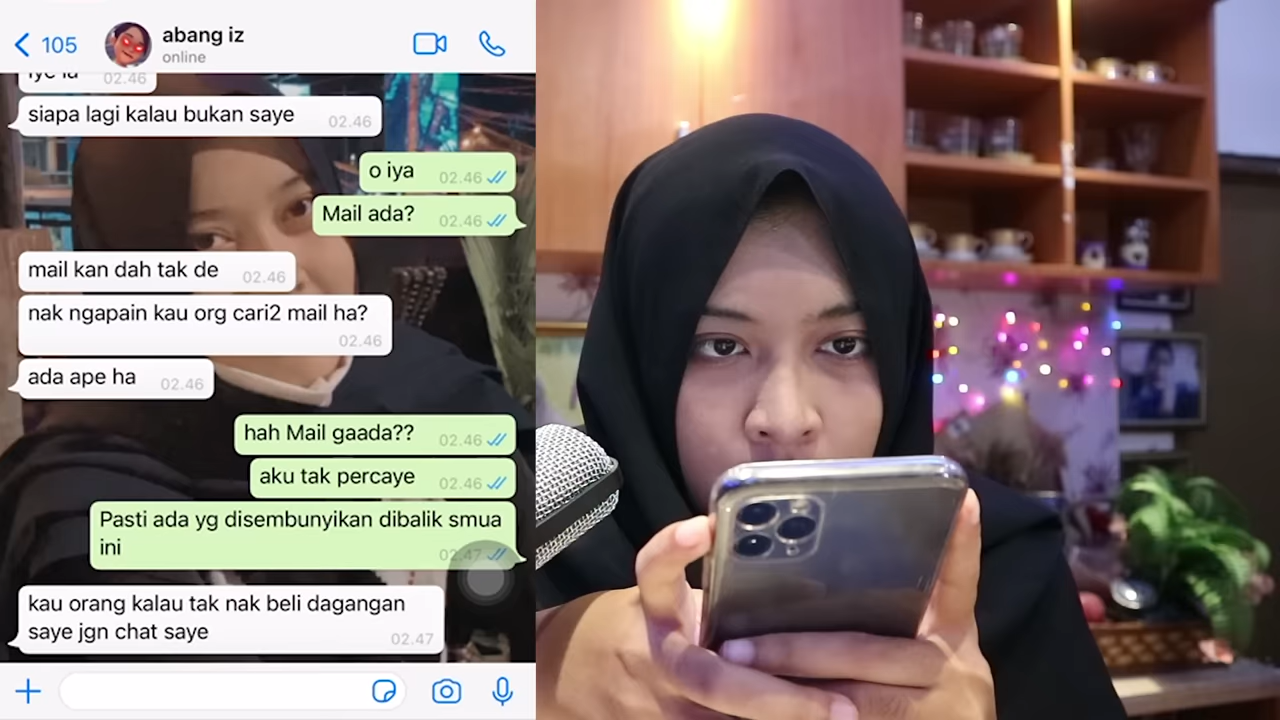 105
abang iz
online
iye la 02.46
siapa lagi kalau bukan saye 02.46
o iya 02.46
Mail ada? 02.46
mail kan dah tak de 02.46
nak ngapain kau org cari2 mail ha?
02.46
ada ape ha 02.46
hah Mail gaada?? 02.46
aku tak percaye 02.46
Pasti ada yg disembunyikan dibalik smua
ini 02.47
kau orang kalau tak nak beli dagangan
saye jgn chat saye 02.47